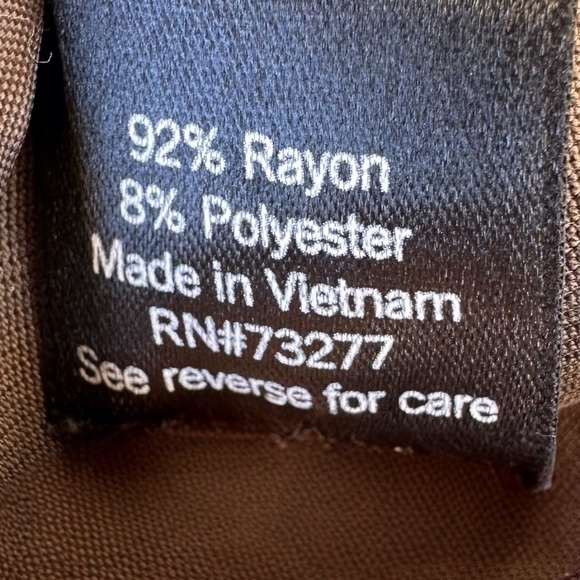 92% Rayon
8% Polyester
Made in Vietnam
RN#73277
See reverse for care